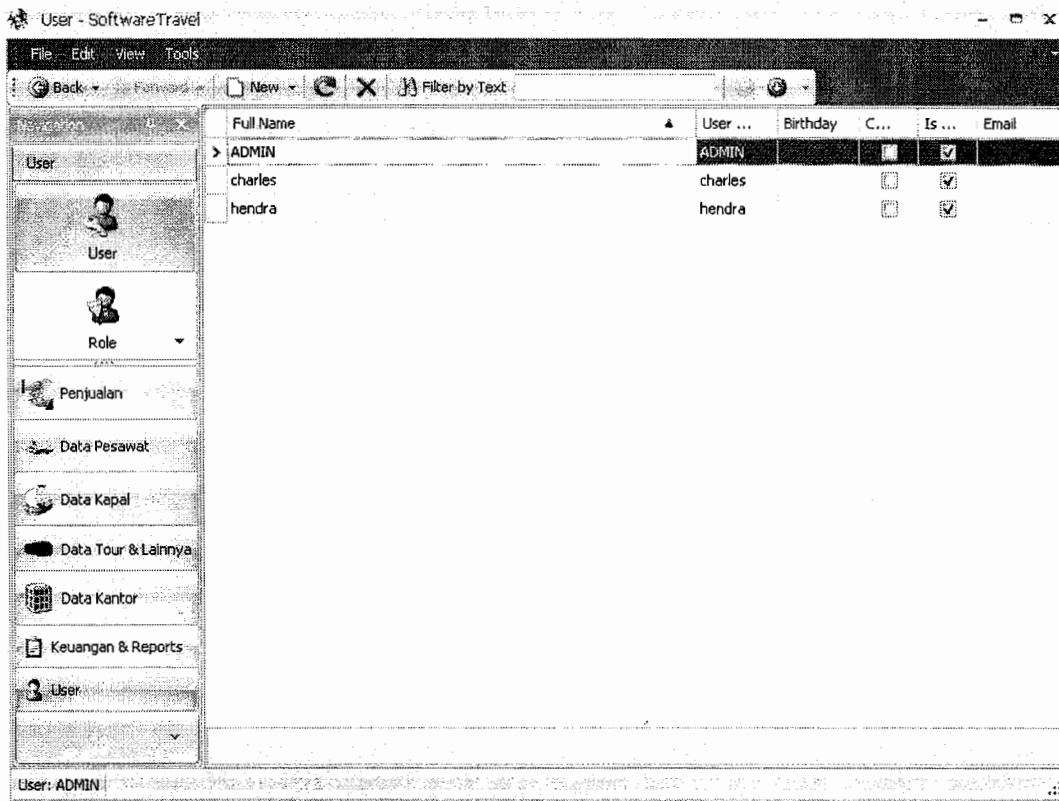 User - SoftwareTravel
File Edit View Tools
Back Forward New Filter by Text
Navigation
Full Name User ... Birthday C... Is ... Email
User
ADMIN ADMIN
charles charles
hendra hendra
User
Role
Penjualan
Data Pesawat
Data Kapal
Data Tour & Lainnya
Data Kantor
Keuangan & Reports
User
User: ADMIN